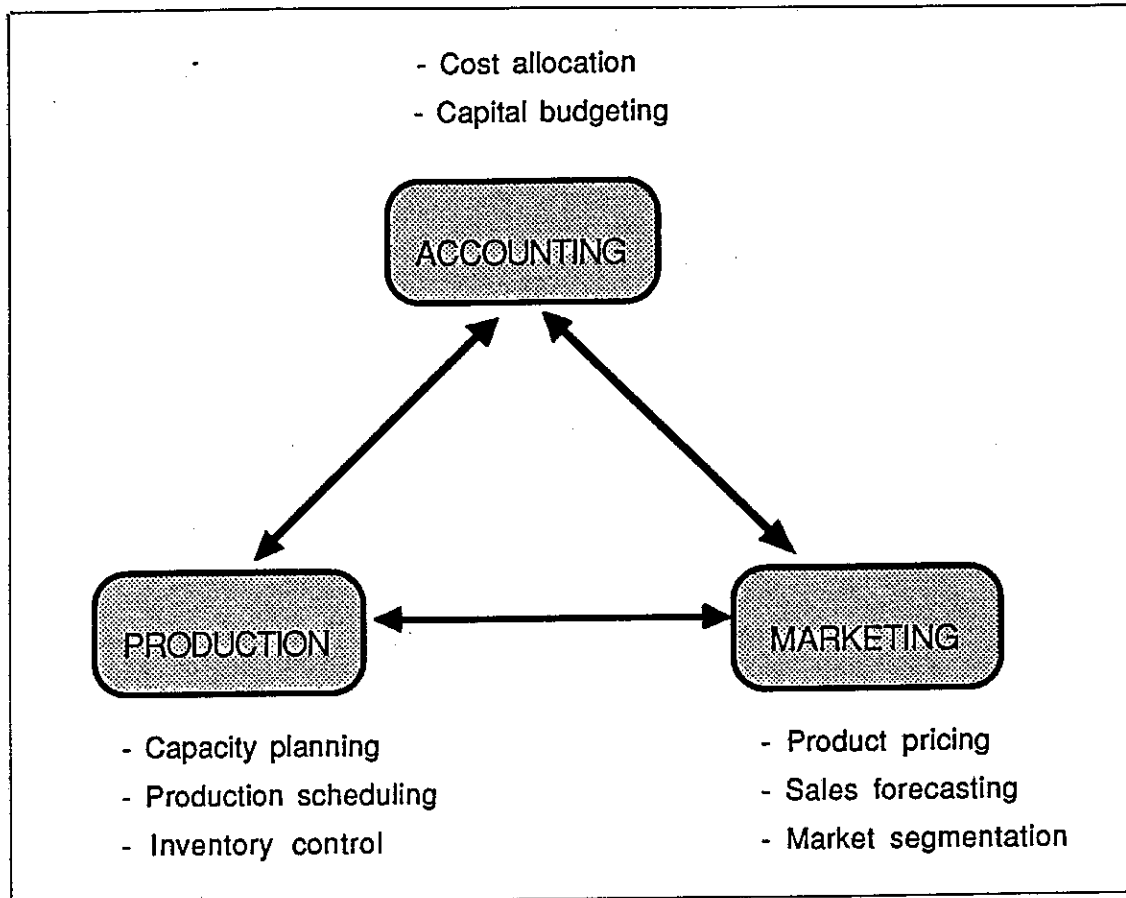 - Cost allocation
- Capital budgeting
ACCOUNTING
PRODUCTION
MARKETING
- Capacity planning
- Production scheduling
- Inventory control
- Product pricing
- Sales forecasting
- Market segmentation